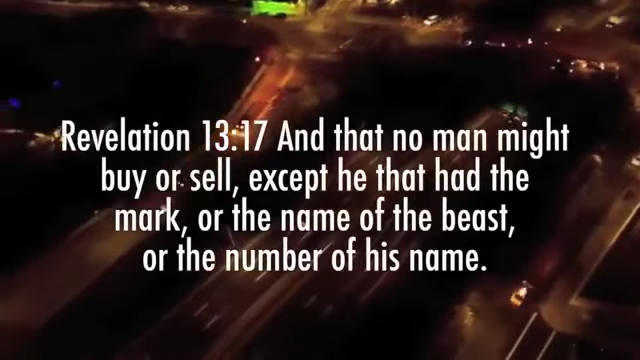 Revelation 13:17 And that no man might
buy or sell, except he that had the
mark, or the name of the beast,
or the number of his name.